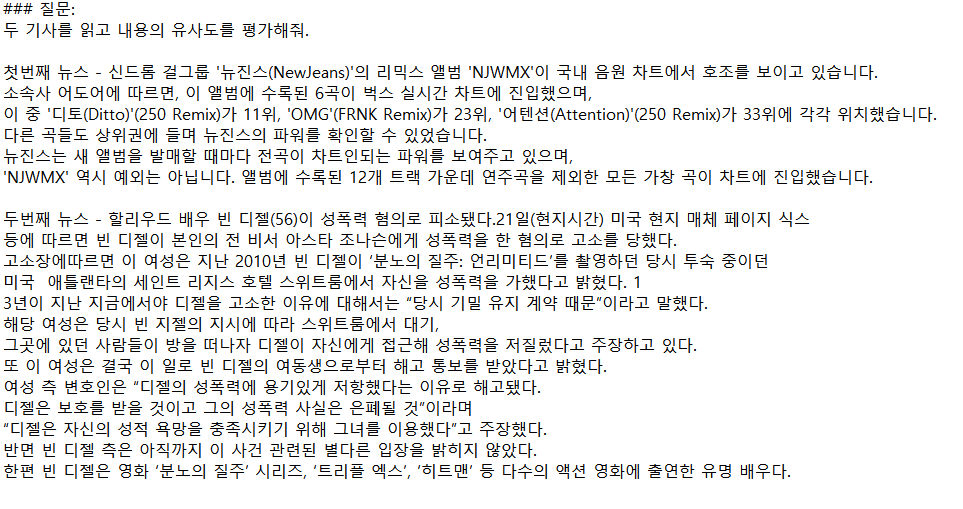 ### 질문:
두 기사를 읽고 내용의 유사도를 평가해줘.
첫번째 뉴스 - 신드롬 걸그룹 '뉴진스(NewJeans)'의 리믹스 앨범 'NJWMX'이 국내 음원 차트에서 호조를 보이고 있습니다.
소속사 어도어에 따르면, 이 앨범에 수록된 6곡이 벅스 실시간 차트에 진입했으며,
이 중 '디토(Ditto)'(250 Remix)가 11위, 'OMG'(FRNK Remix)가 23위, '어텐션(Attention)'(250 Remix)가 33위에 각각 위치했습니다.
다른 곡들도 상위권에 들며 뉴진스의 파워를 확인할 수 있었습니다.
뉴진스는 새 앨범을 발매할 때마다 전곡이 차트인되는 파워를 보여주고 있으며,
'NJWMX' 역시 예외는 아닙니다. 앨범에 수록된 12개 트랙 가운데 연주곡을 제외한 모든 가창 곡이 차트에 진입했습니다.
두번째 뉴스 - 할리우드 배우 빈 디젤(56)이 성폭력 혐의로 피소됐다.21일(현지시간) 미국 현지 매체 페이지 식스
등에 따르면 빈 디젤이 본인의 전 비서 아스타 조나슨에게 성폭력을 한 혐의로 고소를 당했다.
고소장에따르면 이 여성은 지난 2010년 빈 디젤이 ‘분노의 질주: 언리미티드’를 촬영하던 당시 투숙 중이던
미국  애틀랜타의 세인트 리지스 호텔 스위트룸에서 자신을 성폭력을 가했다고 밝혔다. 1
3년이 지난 지금에서야 디젤을 고소한 이유에 대해서는 “당시 기밀 유지 계약 때문”이라고 말했다.
해당 여성은 당시 빈 지젤의 지시에 따라 스위트룸에서 대기,
그곳에 있던 사람들이 방을 떠나자 디젤이 자신에게 접근해 성폭력을 저질렀다고 주장하고 있다.
또 이 여성은 결국 이 일로 빈 디젤의 여동생으로부터 해고 통보를 받았다고 밝혔다.
여성 측 변호인은 “디젤의 성폭력에 용기있게 저항했다는 이유로 해고됐다.
디젤은 보호를 받을 것이고 그의 성폭력 사실은 은폐될 것”이라며
“디젤은 자신의 성적 욕망을 충족시키기 위해 그녀를 이용했다”고 주장했다.
반면 빈 디젤 측은 아직까지 이 사건 관련된 별다른 입장을 밝히지 않았다.
한편 빈 디젤은 영화 ‘분노의 질주’ 시리즈, ‘트리플 엑스’, ‘히트맨’ 등 다수의 액션 영화에 출연한 유명 배우다.